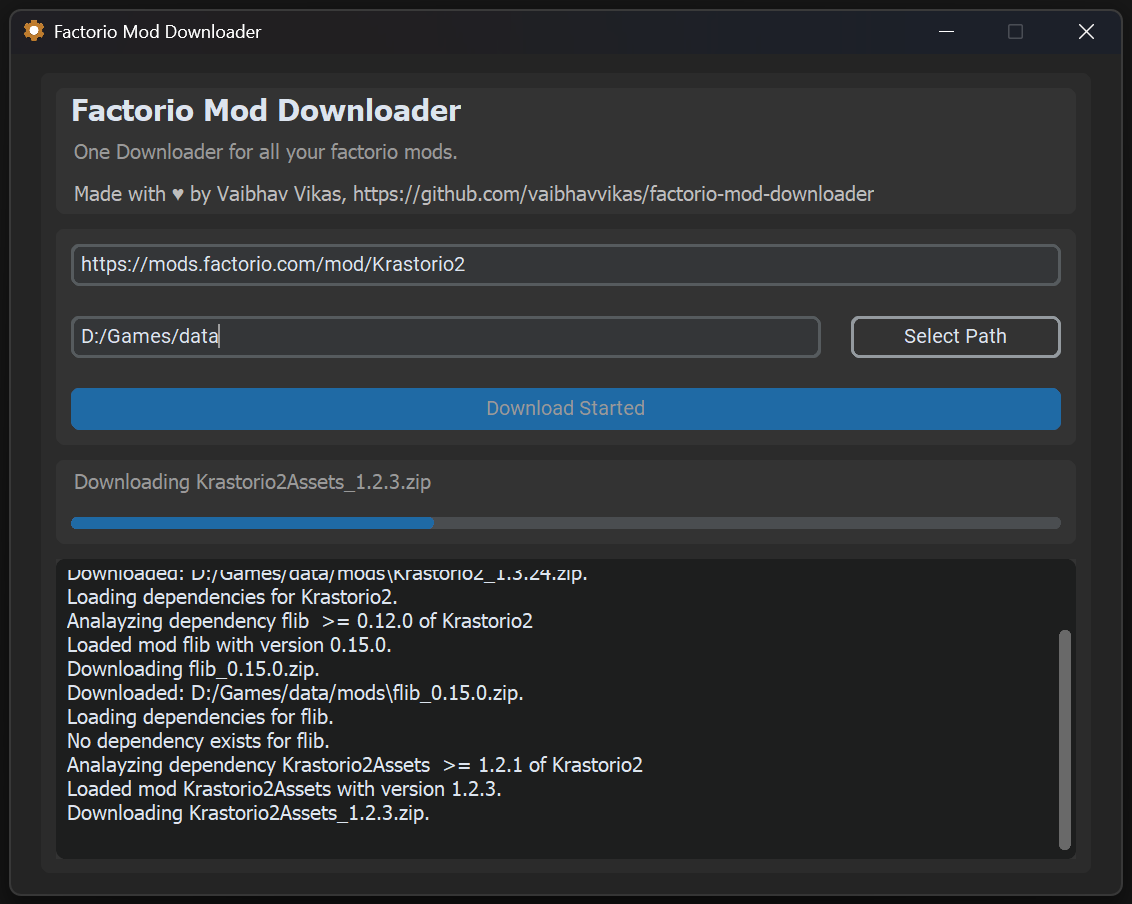 Factorio Mod Downloader
Factorio Mod Downloader
One Downloader for all your factorio mods.
Made with ♥ by Vaibhav Vikas, https://github.com/vaibhavvikas/factorio-mod-downloader
https://mods.factorio.com/mod/Krastorio2
D:/Games/data
Select Path
Download Started
Downloading Krastorio2Assets_1.2.3.zip
Downloaded: D:/Games/data/mods\Krastorio2_1.3.24.zip.
Loading dependencies for Krastorio2.
Analayzing dependency flib  >= 0.12.0 of Krastorio2
Loaded mod flib with version 0.15.0.
Downloading flib_0.15.0.zip.
Downloaded: D:/Games/data/mods\flib_0.15.0.zip.
Loading dependencies for flib.
No dependency exists for flib.
Analayzing dependency Krastorio2Assets  >= 1.2.1 of Krastorio2
Loaded mod Krastorio2Assets with version 1.2.3.
Downloading Krastorio2Assets_1.2.3.zip.